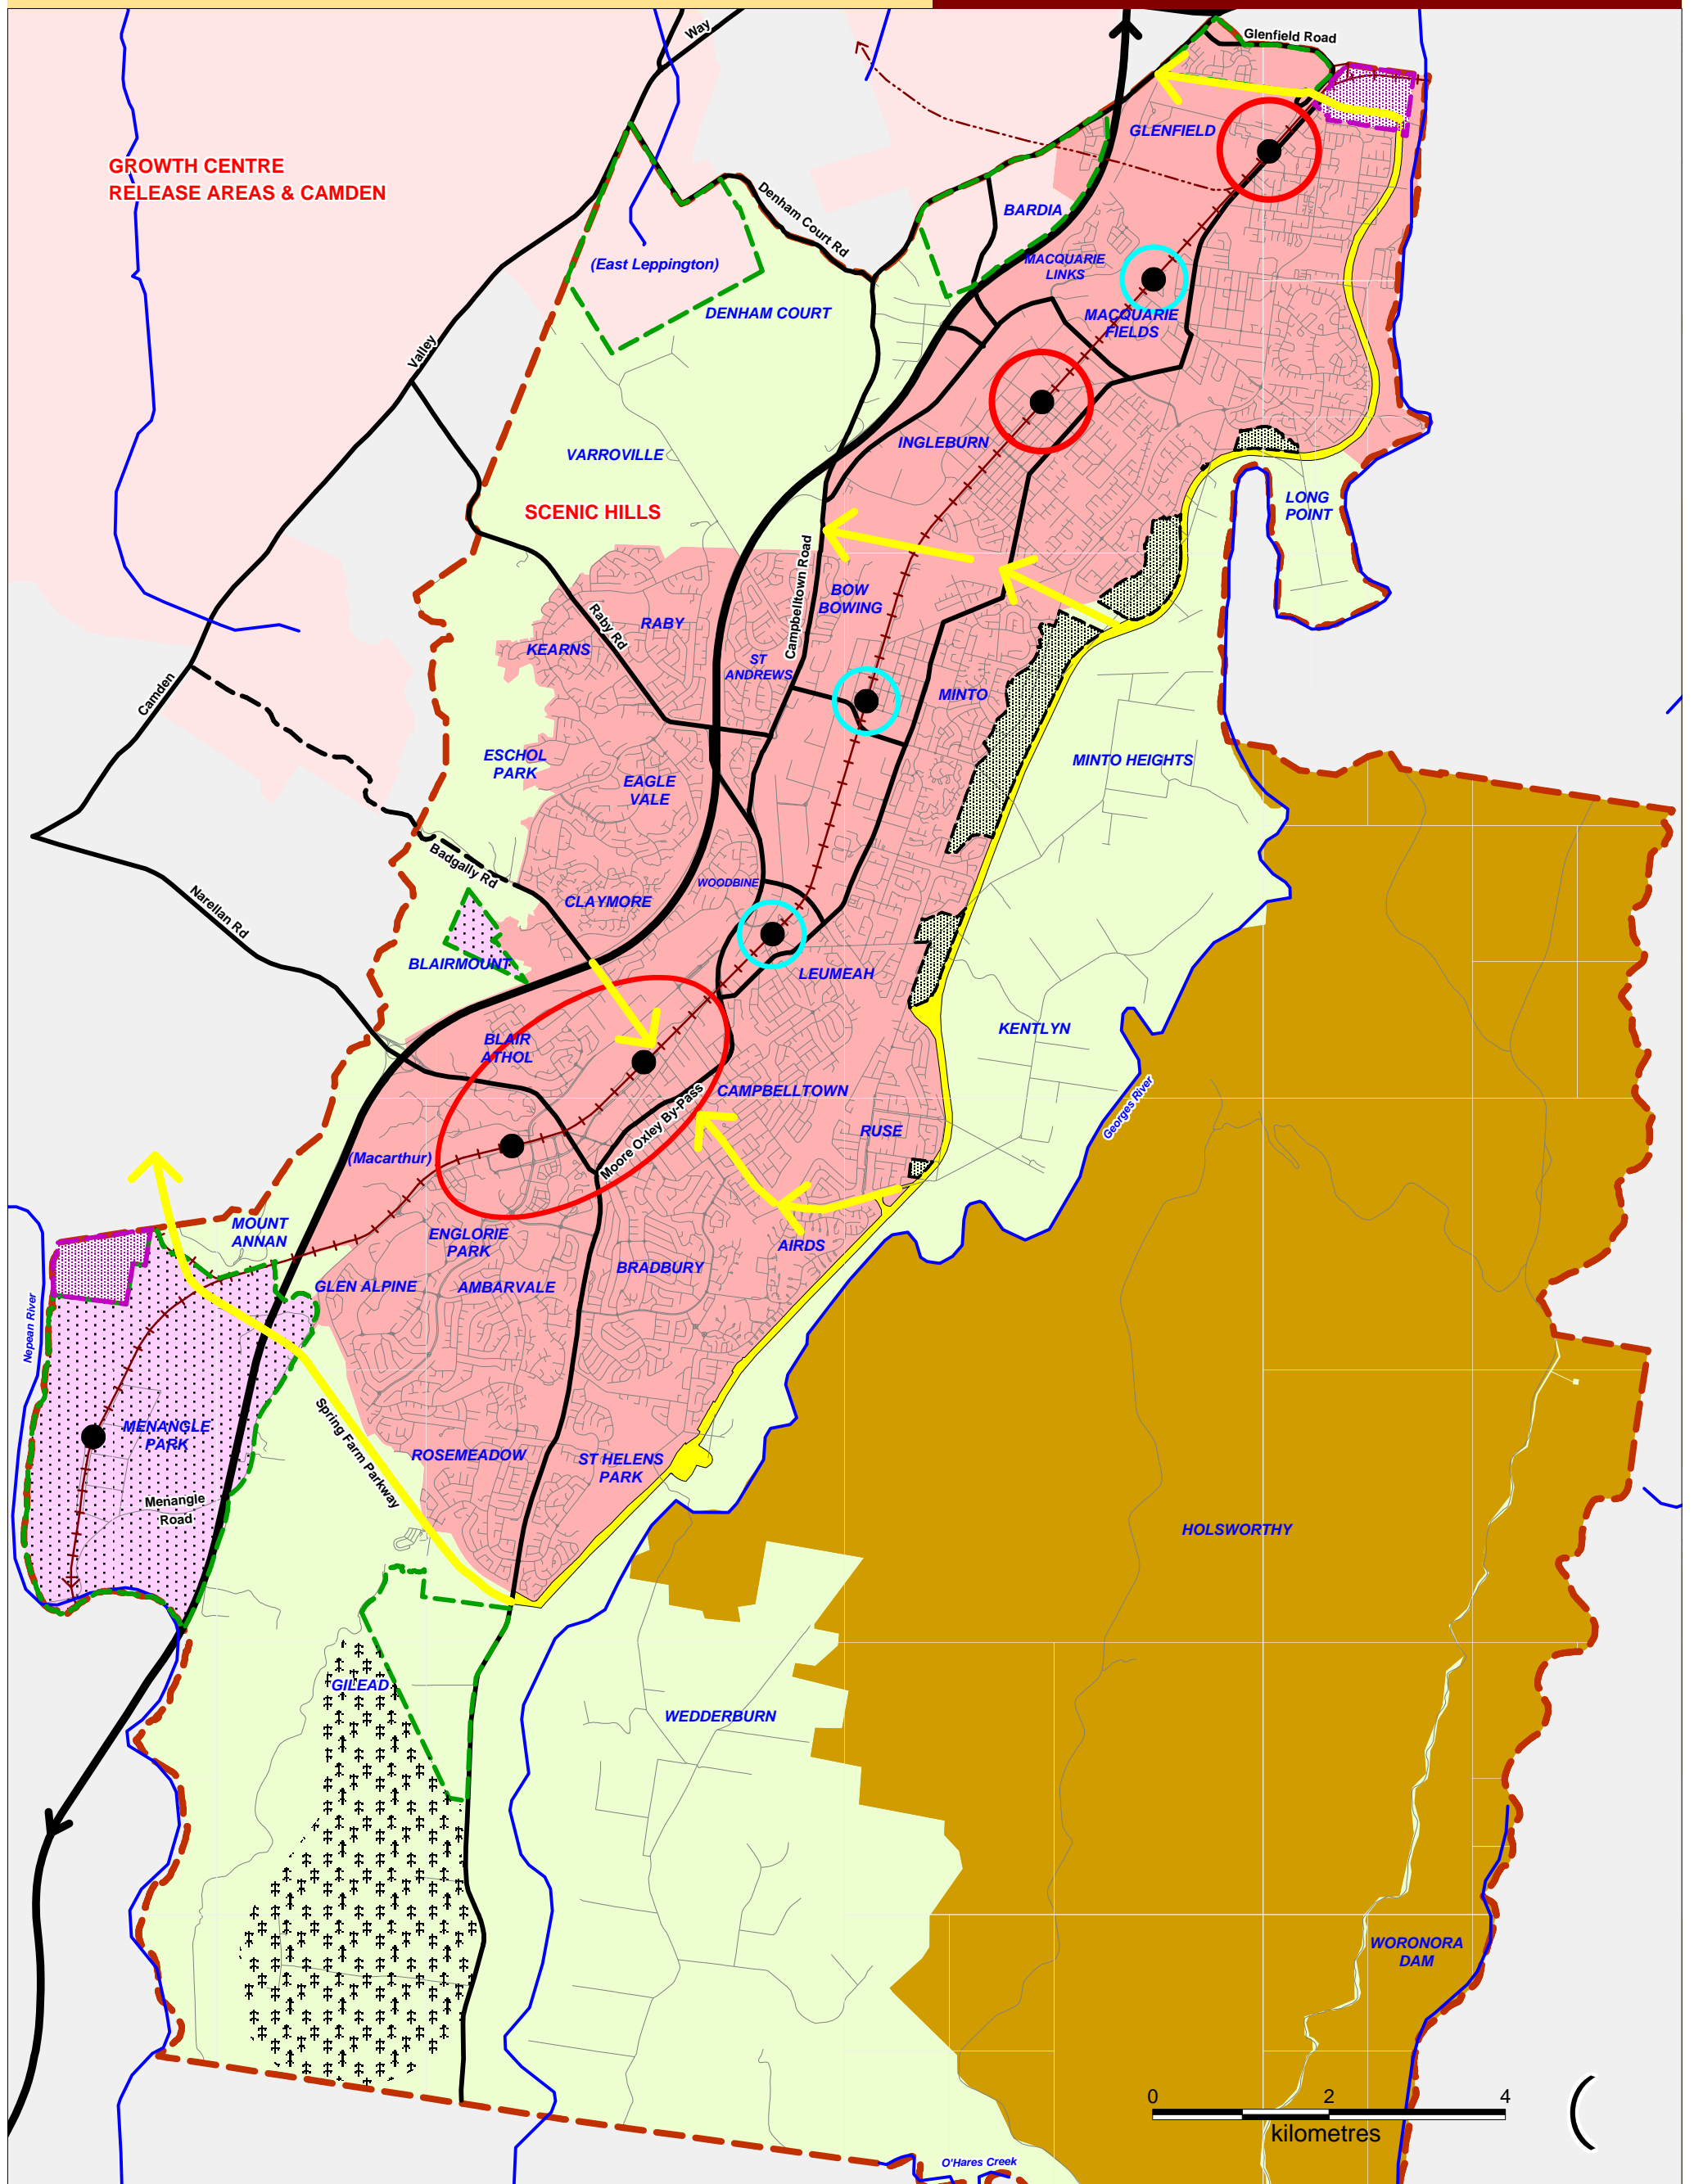 Way
Glenfield Road
GLENFIELD
GROWTH CENTRE
RELEASE AREAS & CAMDEN
Denham Court Rd
BARDIA
(East Leppington)
MACQUARIE
LINKS
DENHAM COURT
MACQUARIE
FIELDS
Valley
INGLEBURN
VARROVILLE
LONG
POINT
SCENIC HILLS
Campbelltown Road
BOW
BOWING
Raby Rd
RABY
KEARNS
ST
ANDREWS
Camden
MINTO
ESCHOL
PARK
MINTO HEIGHTS
EAGLE
VALE
Badgally Rd
WOODBINE
CLAYMORE
Narellan Rd
BLAIRMOUNT
LEUMEAH
KENTLYN
BLAIR
ATHOL
CAMPBELLTOWN
Georges River
Moore Oxley By-Pass
RUSE
(Macarthur)
MOUNT
ANNAN
ENGLORIE
PARK
AIRDS
BRADBURY
GLEN ALPINE
AMBARVALE
Nepean River
MENANGLE
PARK
Spring Farm Parkway
ROSEMEADOW
ST HELENS
PARK
Menangle
Road
HOLSWORTHY
GILEAD
WEDDERBURN
WORONORA
DAM
0 2 4
kilometres
O'Hares Creek